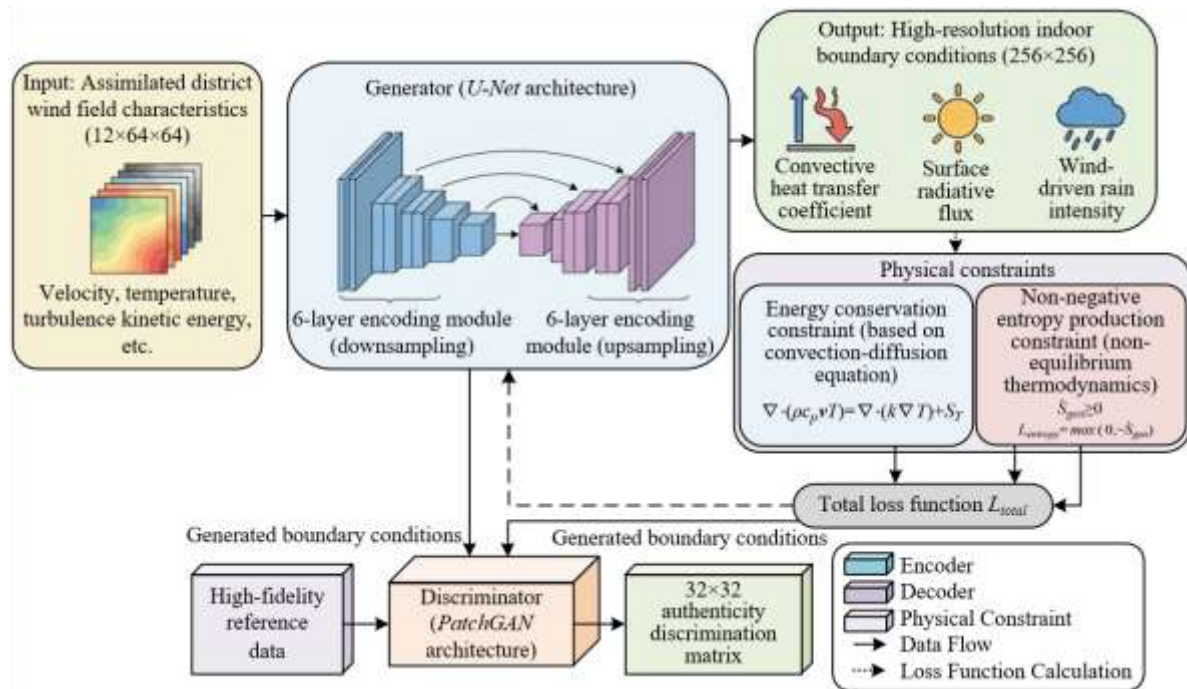 Input: Assimilated district
wind field characteristics
(12×64×64)
Velocity, temperature,
turbulence kinetic energy,
etc.
Generator (U-Net architecture)
6-layer encoding module
(downsampling)
6-layer encoding
module (upsampling)
Output: High-resolution indoor
boundary conditions (256×256)
Convective
heat transfer
coefficient
Surface
radiative
flux
Wind-
driven rain
intensity
Physical constraints
Energy conservation
constraint (based on
convection-diffusion
equation)
∇·(ρcₚvT)=∇·(k∇T)+S_T
Non-negative
entropy production
constraint (non-
equilibrium
thermodynamics)
Ṡ_gen≥0
L_entropy=max(0,-Ṡ_gen)
Total loss function L_total
Generated boundary conditions
Generated boundary conditions
High-fidelity
reference
data
Discriminator
(PatchGAN
architecture)
32×32
authenticity
discrimination
matrix
Encoder
Decoder
Physical Constraint
Data Flow
Loss Function Calculation